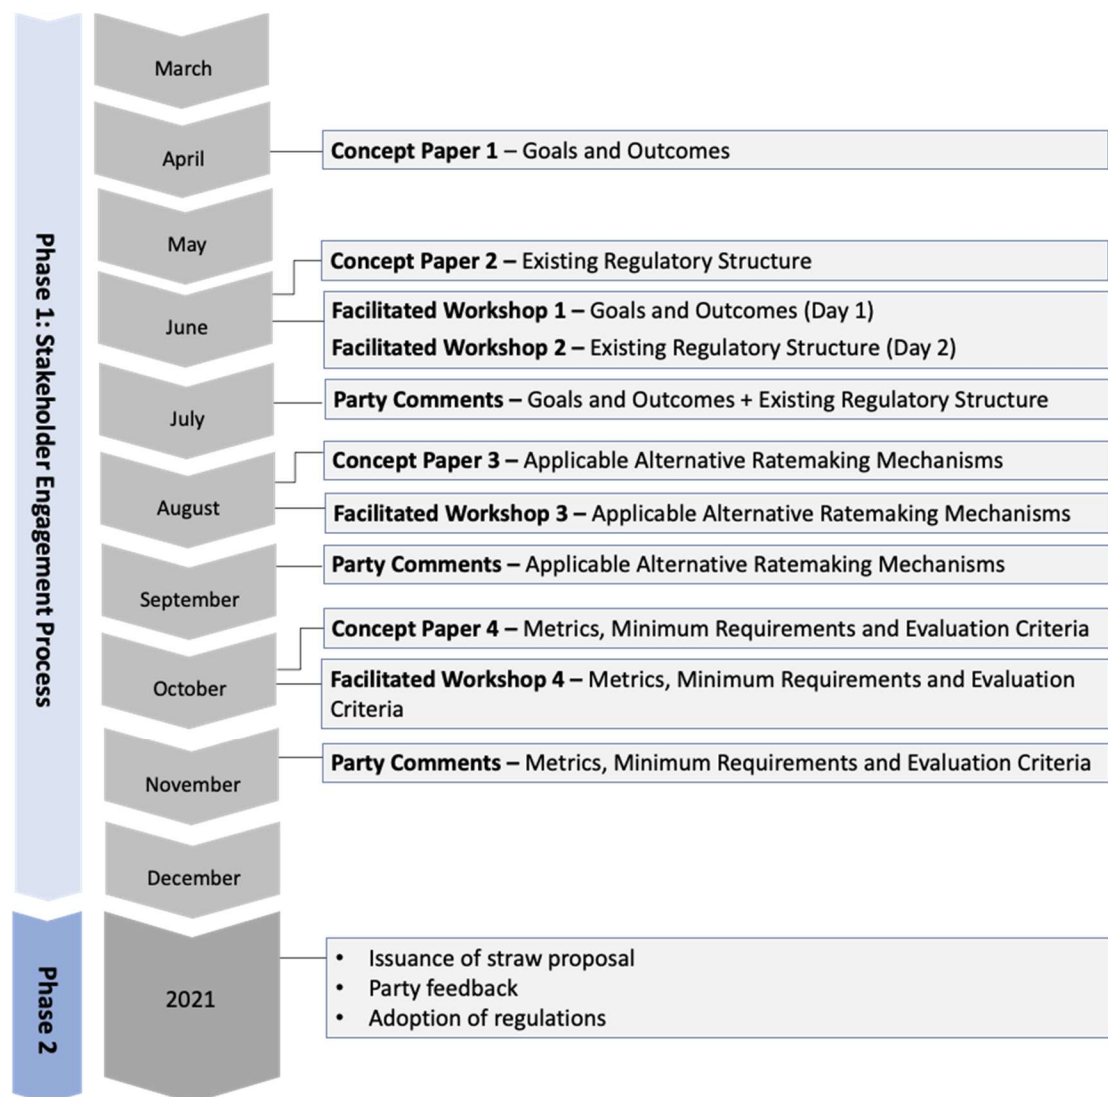 Phase 1: Stakeholder Engagement Process
March
April
Concept Paper 1 – Goals and Outcomes
May
Concept Paper 2 – Existing Regulatory Structure
June
Facilitated Workshop 1 – Goals and Outcomes (Day 1)
Facilitated Workshop 2 – Existing Regulatory Structure (Day 2)
July
Party Comments – Goals and Outcomes + Existing Regulatory Structure
Concept Paper 3 – Applicable Alternative Ratemaking Mechanisms
August
Facilitated Workshop 3 – Applicable Alternative Ratemaking Mechanisms
Party Comments – Applicable Alternative Ratemaking Mechanisms
September
Concept Paper 4 – Metrics, Minimum Requirements and Evaluation Criteria
October
Facilitated Workshop 4 – Metrics, Minimum Requirements and Evaluation
Criteria
Party Comments – Metrics, Minimum Requirements and Evaluation Criteria
November
December
Phase 2
2021
• Issuance of straw proposal
• Party feedback
• Adoption of regulations